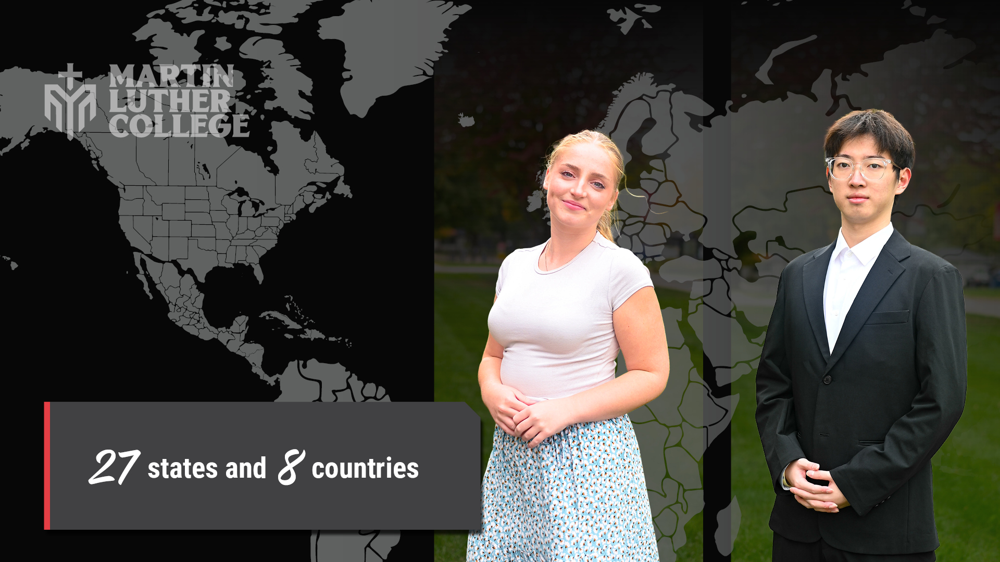 MARTIN
LUTHER
COLLEGE
27 states and 8 countries